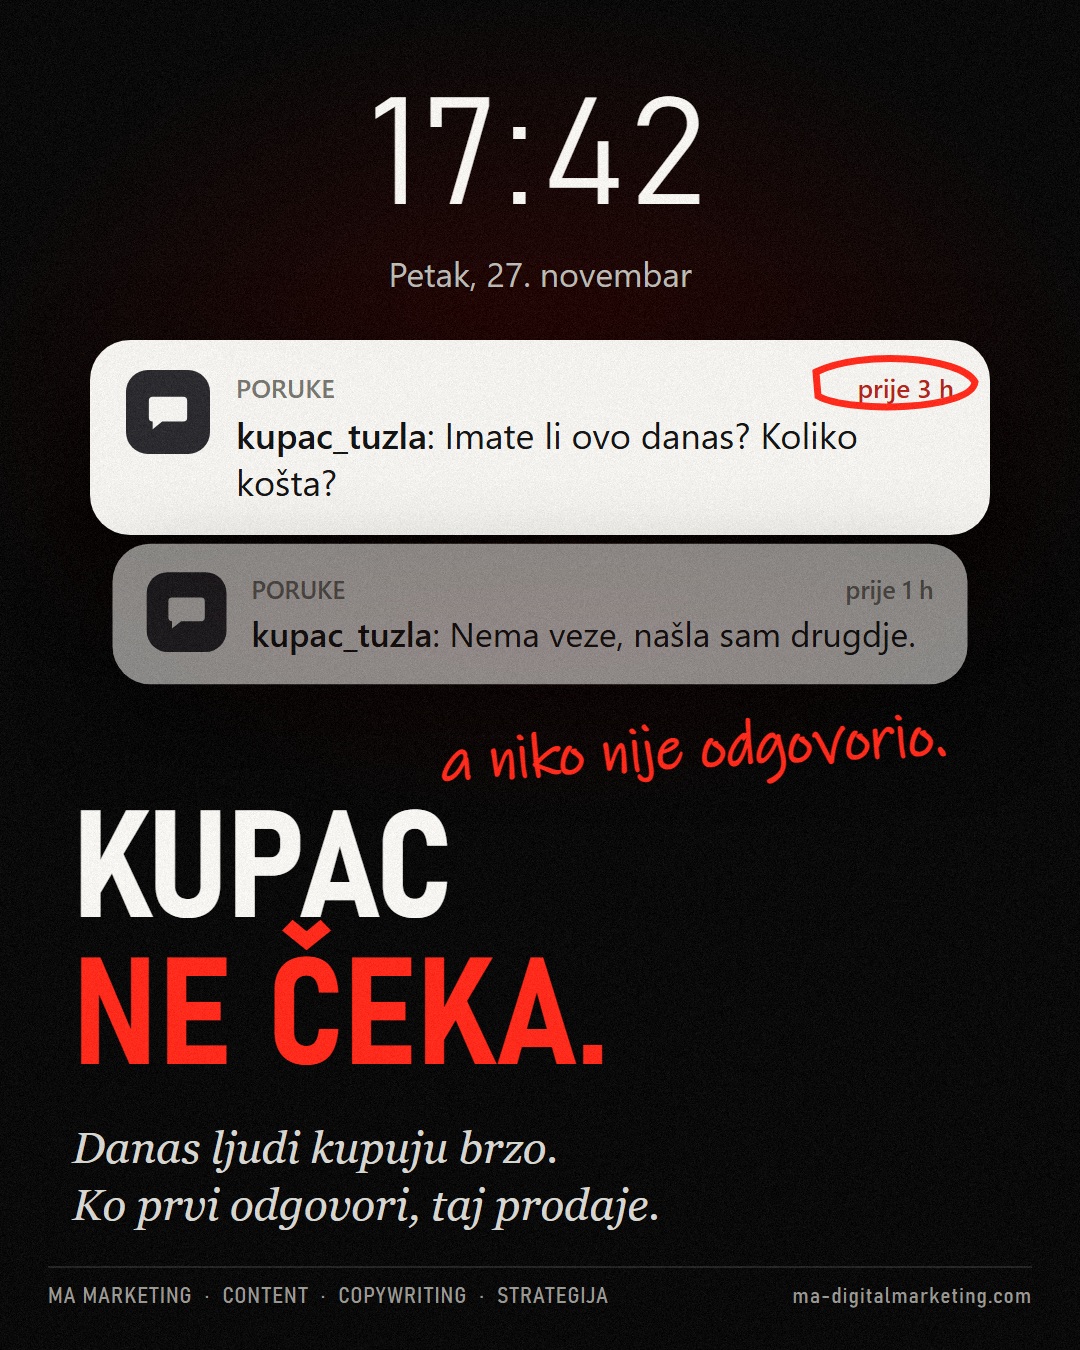 17:42
Petak, 27. novembar
PORUKE
prije 3 h
kupac_tuzla: Imate li ovo danas? Koliko
košta?
PORUKE
prije 1 h
kupac_tuzla: Nema veze, našla sam drugdje.
a niko nije odgovorio.
KUPAC
NE ČEKA.
Danas ljudi kupuju brzo.
Ko prvi odgovori, taj prodaje.
MA MARKETING · CONTENT · COPYWRITING · STRATEGIJA
ma-digitalmarketing.com